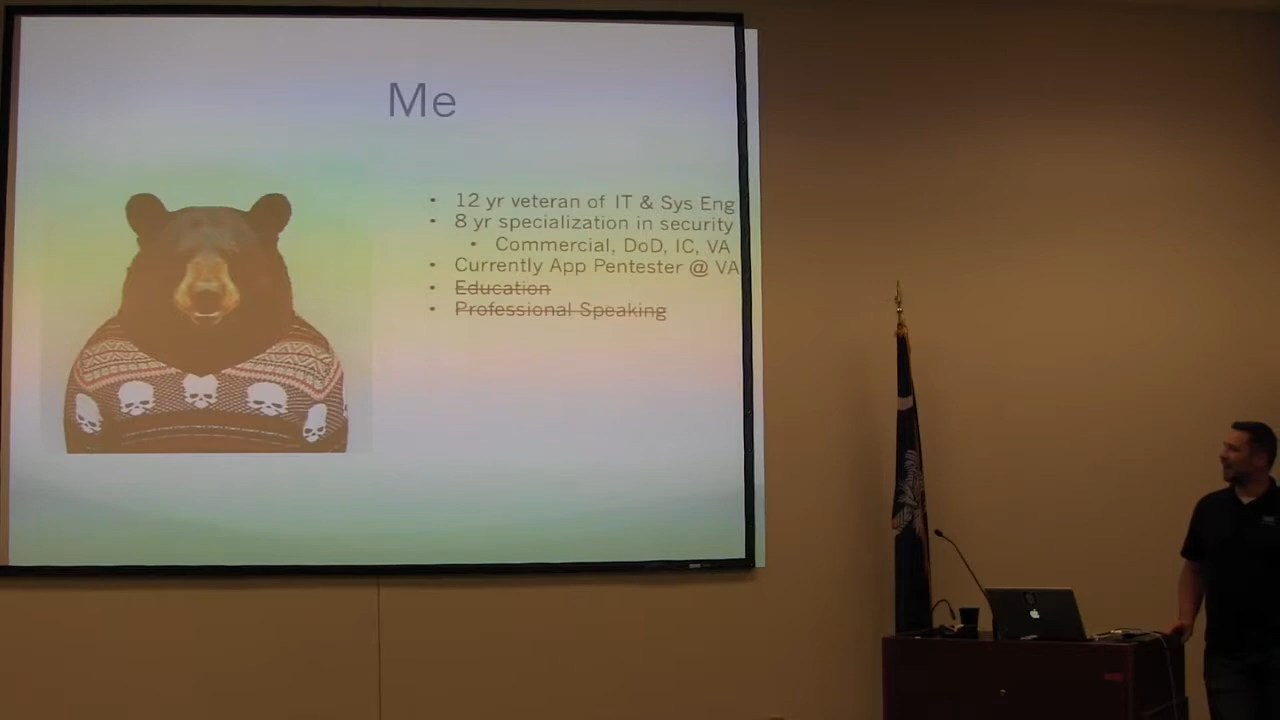 Me
• 12 yr veteran of IT & Sys Eng
• 8 yr specialization in security
• Commercial, DoD, IC, VA
• Currently App Pentester @ VA
• Education
• Professional Speaking